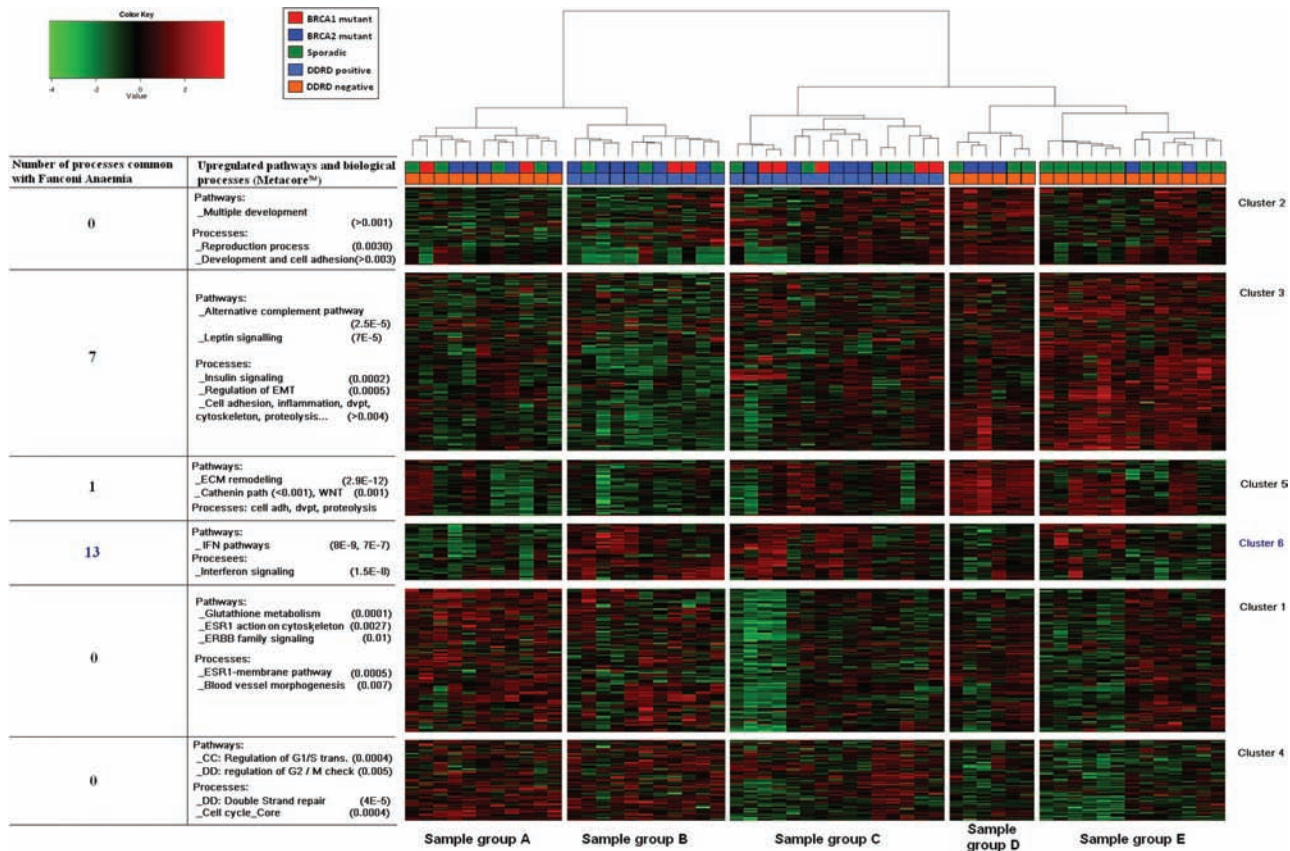 Color Key
-4 -2 0 2
Value
BRCA1 mutant
BRCA2 mutant
Sporadic
DDRD positive
DDRD negative
Number of processes common
with Fanconi Anaemia
Upregulated pathways and biological
processes (Metacore™)
0
Pathways:
_Multiple development
(>0.001)
Processes:
_Reproduction process (0.0030)
_Development and cell adhesion(>0.003)
Cluster 2
7
Pathways:
_Alternative complement pathway
(2.5E-5)
_Leptin signalling (7E-5)
Processes:
_Insulin signaling (0.0002)
_Regulation of EMT (0.0005)
_Cell adhesion, inflammation, dvpt,
cytoskeleton, proteolysis... (>0.004)
Cluster 3
1
Pathways:
_ECM remodeling (2.9E-12)
_Cathenin path (<0.001), WNT (0.001)
Processes: cell adh, dvpt, proteolysis
Cluster 5
13
Pathways:
_IFN pathways (8E-9, 7E-7)
Procesees:
_Interferon signaling (1.5E-8)
Cluster 6
0
Pathways:
_Glutathione metabolism (0.0001)
_ESR1 action on cytoskeleton (0.0027)
_ERBB family signaling (0.01)
Processes:
_ESR1-membrane pathway (0.0005)
_Blood vessel morphogenesis (0.007)
Cluster 1
0
Pathways:
_CC: Regulation of G1/S trans. (0.0004)
_DD: regulation of G2 / M check (0.005)
Processes:
_DD: Double Strand repair (4E-5)
_Cell cycle_Core (0.0004)
Cluster 4
Sample group A
Sample group B
Sample group C
Sample
group D
Sample group E